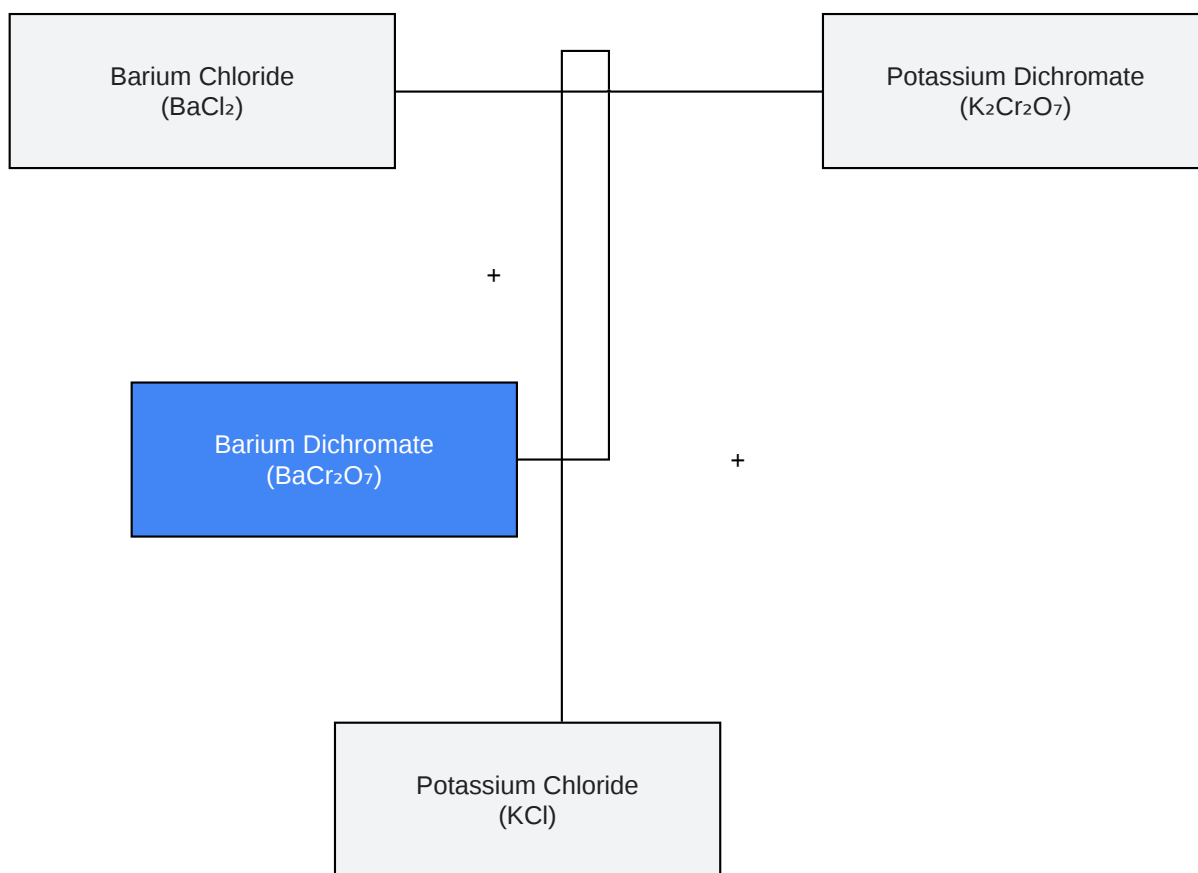 Barium Chloride
(BaCl₂)
Potassium Dichromate
(K₂Cr₂O₇)
+
Barium Dichromate
(BaCr₂O₇)
+
Potassium Chloride
(KCl)